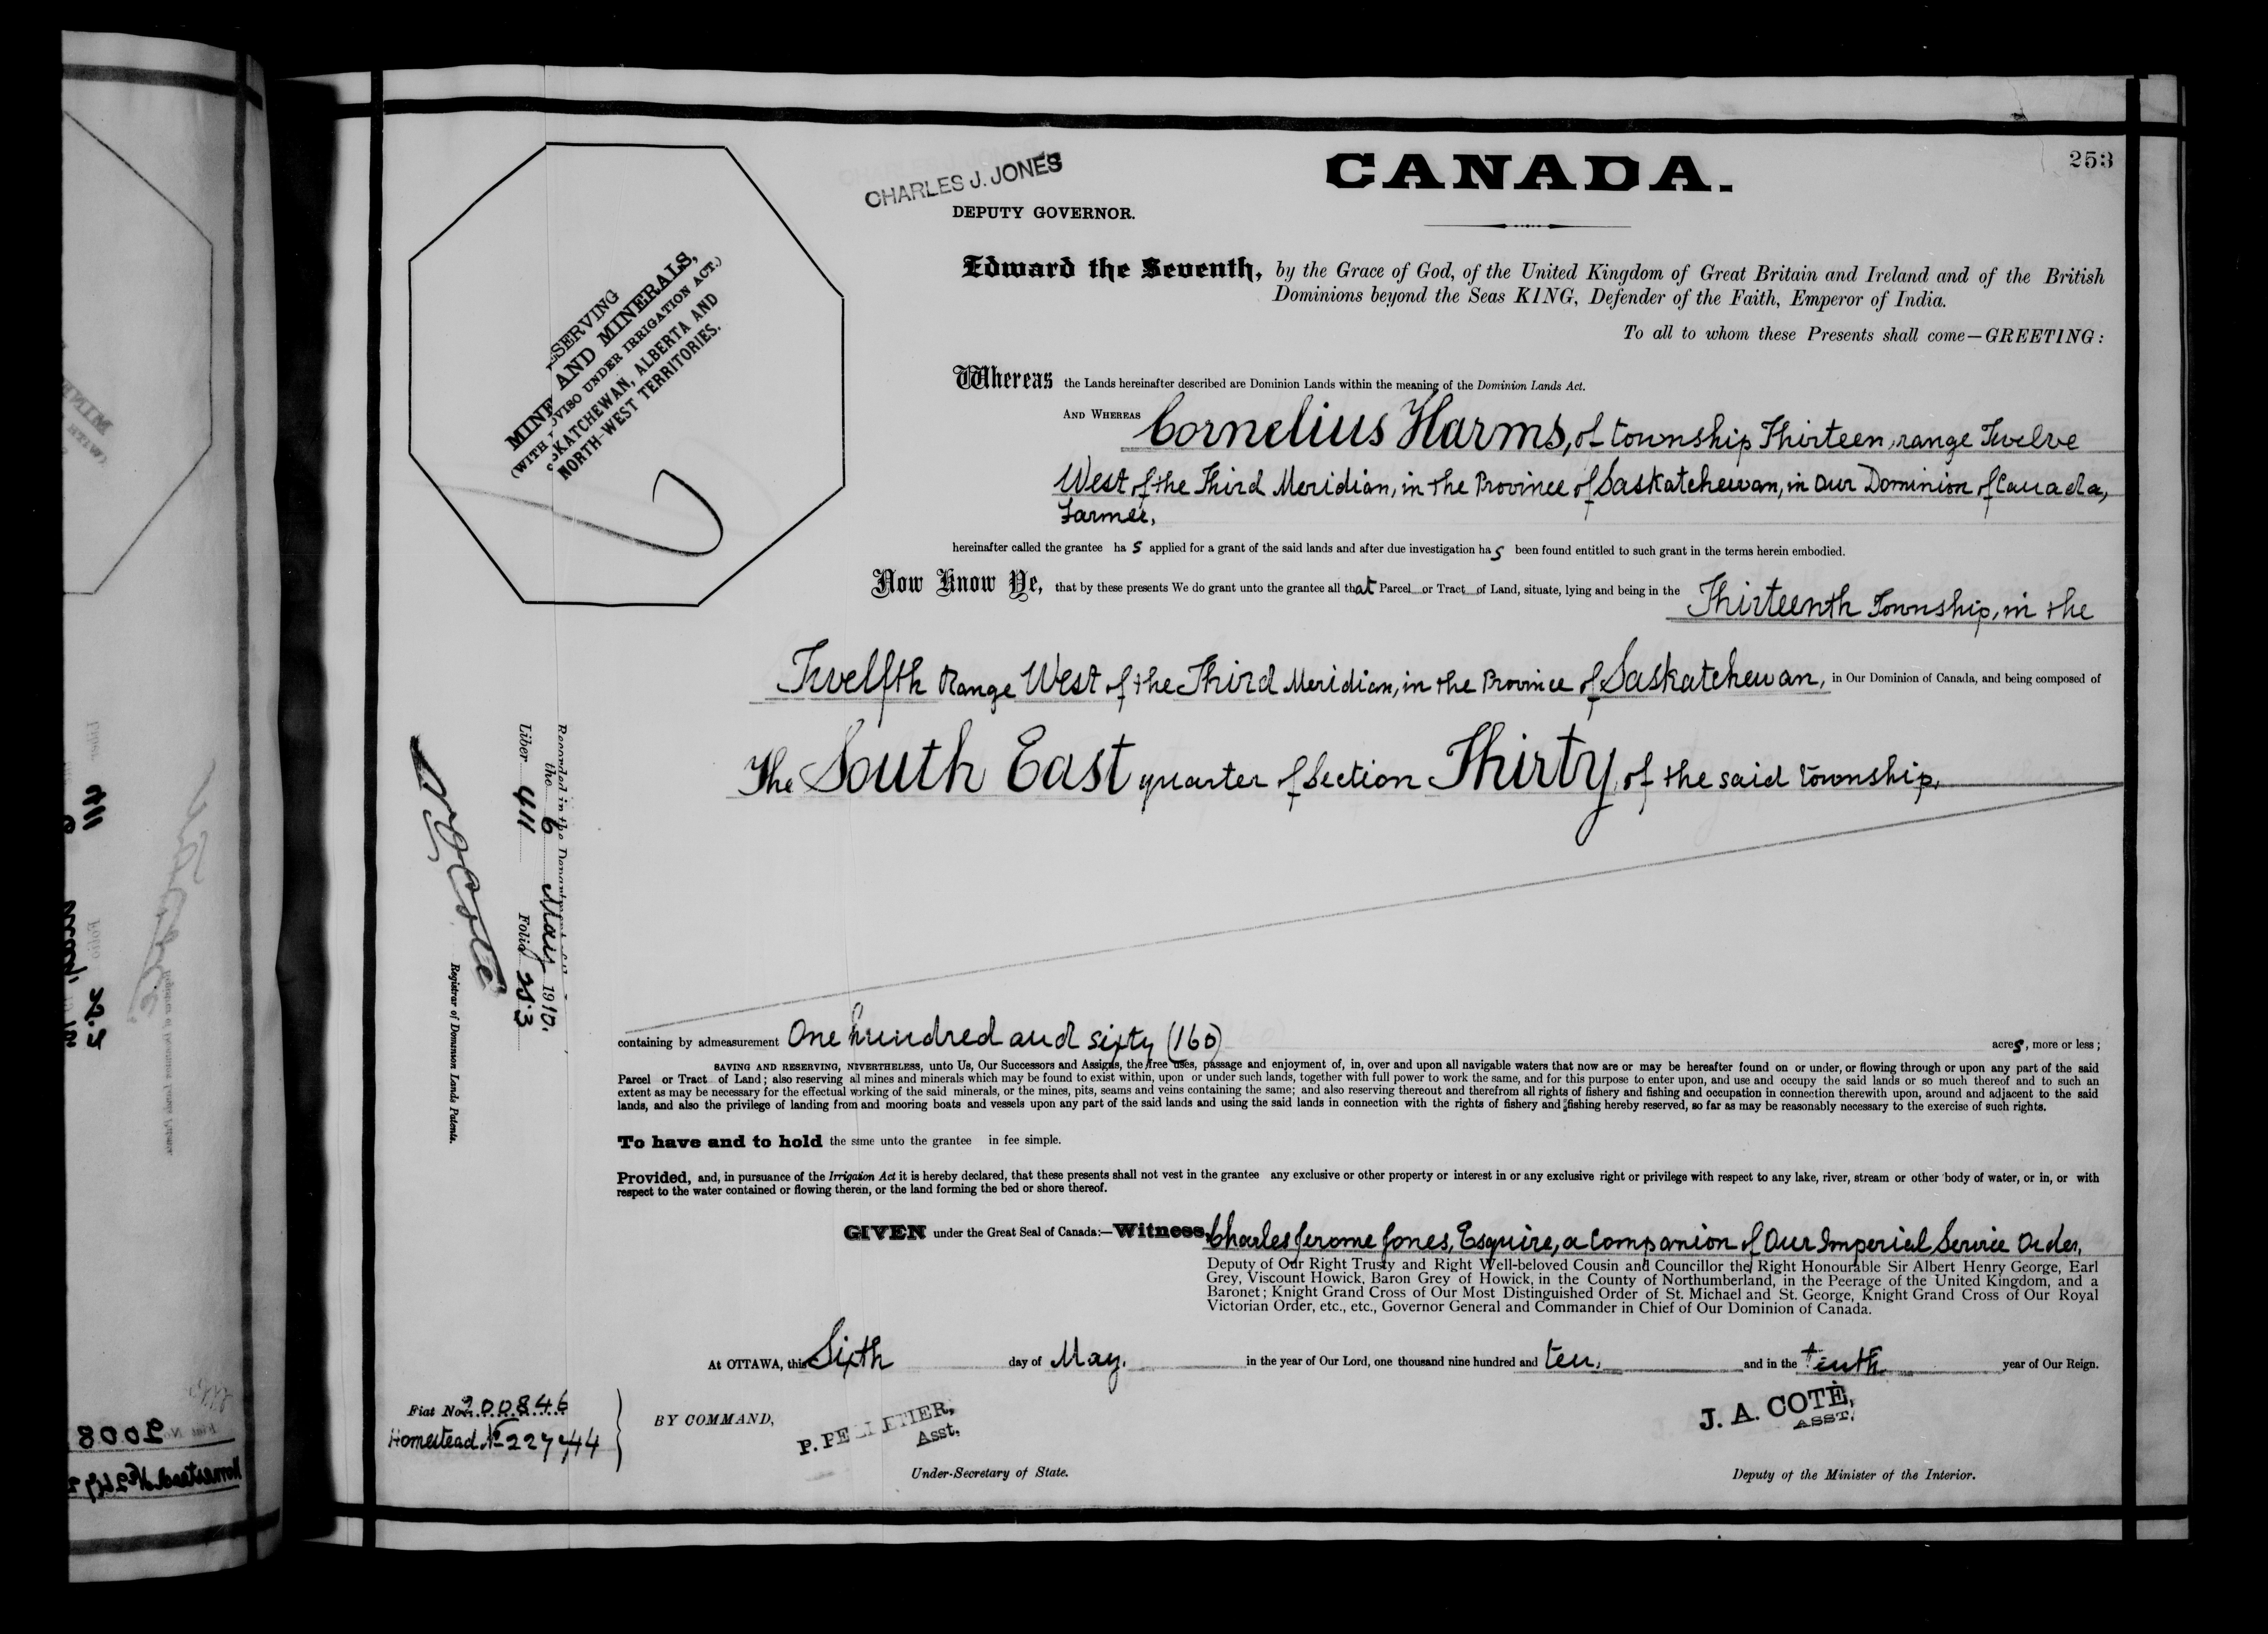 253
CANADA.
CHARLES J. JONES
DEPUTY GOVERNOR.
RESERVING
MINES AND MINERALS,
(WITH PROVISO UNDER IRRIGATION ACT.)
SASKATCHEWAN, ALBERTA AND
NORTH-WEST TERRITORIES.
Edward the Seventh, by the Grace of God, of the United Kingdom of Great Britain and Ireland and of the British
Dominions beyond the Seas KING, Defender of the Faith, Emperor of India.
To all to whom these Presents shall come—GREETING:
Whereas the Lands hereinafter described are Dominion Lands within the meaning of the Dominion Lands Act.
AND WHEREAS Cornelius Harms, of township Thirteen, range Twelve
West of the Third Meridian, in the Province of Saskatchewan, in Our Dominion of Canada,
Farmer,
hereinafter called the grantee has applied for a grant of the said lands and after due investigation has been found entitled to such grant in the terms herein embodied.
Now Know Ye, that by these presents We do grant unto the grantee all that Parcel or Tract of Land, situate, lying and being in the Thirteenth Township, in the
Twelfth Range West of the Third Meridian, in the Province of Saskatchewan, in Our Dominion of Canada, and being composed of
The South East quarter of Section Thirty, of the said township,
containing by admeasurement One hundred and sixty (160) acres, more or less;
SAVING AND RESERVING, NEVERTHELESS, unto Us, Our Successors and Assigns, the free uses, passage and enjoyment of, in, over and upon all navigable waters that now are or may be hereafter found on or under, or flowing through or upon any part of the said
Parcel or Tract of Land; also reserving all mines and minerals which may be found to exist within, upon or under such lands, together with full power to work the same, and for this purpose to enter upon, and use and occupy the said lands or so much thereof and to such an
extent as may be necessary for the effectual working of the said minerals, or the mines, pits, seams and veins containing the same; and also reserving thereout and therefrom all rights of fishery and fishing and occupation in connection therewith upon, around and adjacent to the said
lands, and also the privilege of landing from and mooring boats and vessels upon any part of the said lands and using the said lands in connection with the rights of fishery and fishing hereby reserved, so far as may be reasonably necessary to the exercise of such rights.
To have and to hold the same unto the grantee in fee simple.
Provided, and, in pursuance of the Irrigation Act it is hereby declared, that these presents shall not vest in the grantee any exclusive or other property or interest in or any exclusive right or privilege with respect to any lake, river, stream or other body of water, or in, or with
respect to the water contained or flowing therein, or the land forming the bed or shore thereof.
GIVEN under the Great Seal of Canada:—Witness, Charles Jerome Jones, Esquire, a Companion of Our Imperial Service Order,
Deputy of Our Right Trusty and Right Well-beloved Cousin and Councillor the Right Honourable Sir Albert Henry George, Earl
Grey, Viscount Howick, Baron Grey of Howick, in the County of Northumberland, in the Peerage of the United Kingdom, and a
Baronet; Knight Grand Cross of Our Most Distinguished Order of St. Michael and St. George, Knight Grand Cross of Our Royal
Victorian Order, etc., etc., Governor General and Commander in Chief of Our Dominion of Canada.
At OTTAWA, this Sixth day of May, in the year of Our Lord, one thousand nine hundred and ten, and in the tenth year of Our Reign.
Fiat No. 200846
Homestead No 227744
BY COMMAND,
P. PELLETIER,
Asst.
Under-Secretary of State.
J. A. COTÉ,
ASST.
Deputy of the Minister of the Interior.
Recorded in the Department of
the 6 May 1910.
Liber 411 Folio 253
N O Coté
Registrar of Dominion Lands Patents.